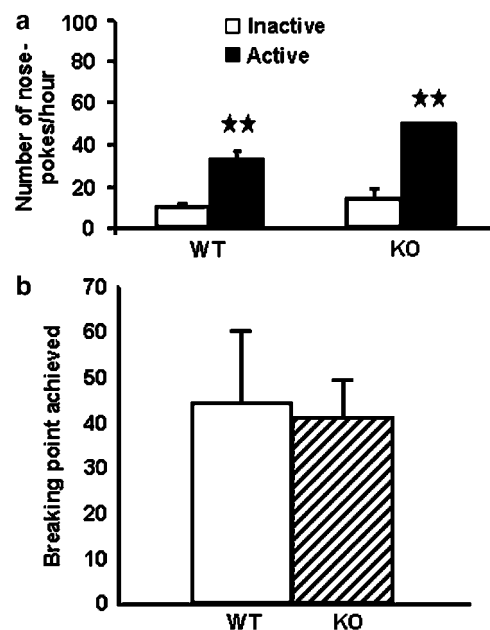 a
Inactive
Active
Number of nose-
pokes/hour
100
80
60
40
20
0
★★
★★
WT
KO
b
Breaking point achieved
70
60
50
40
30
20
10
0
WT
KO